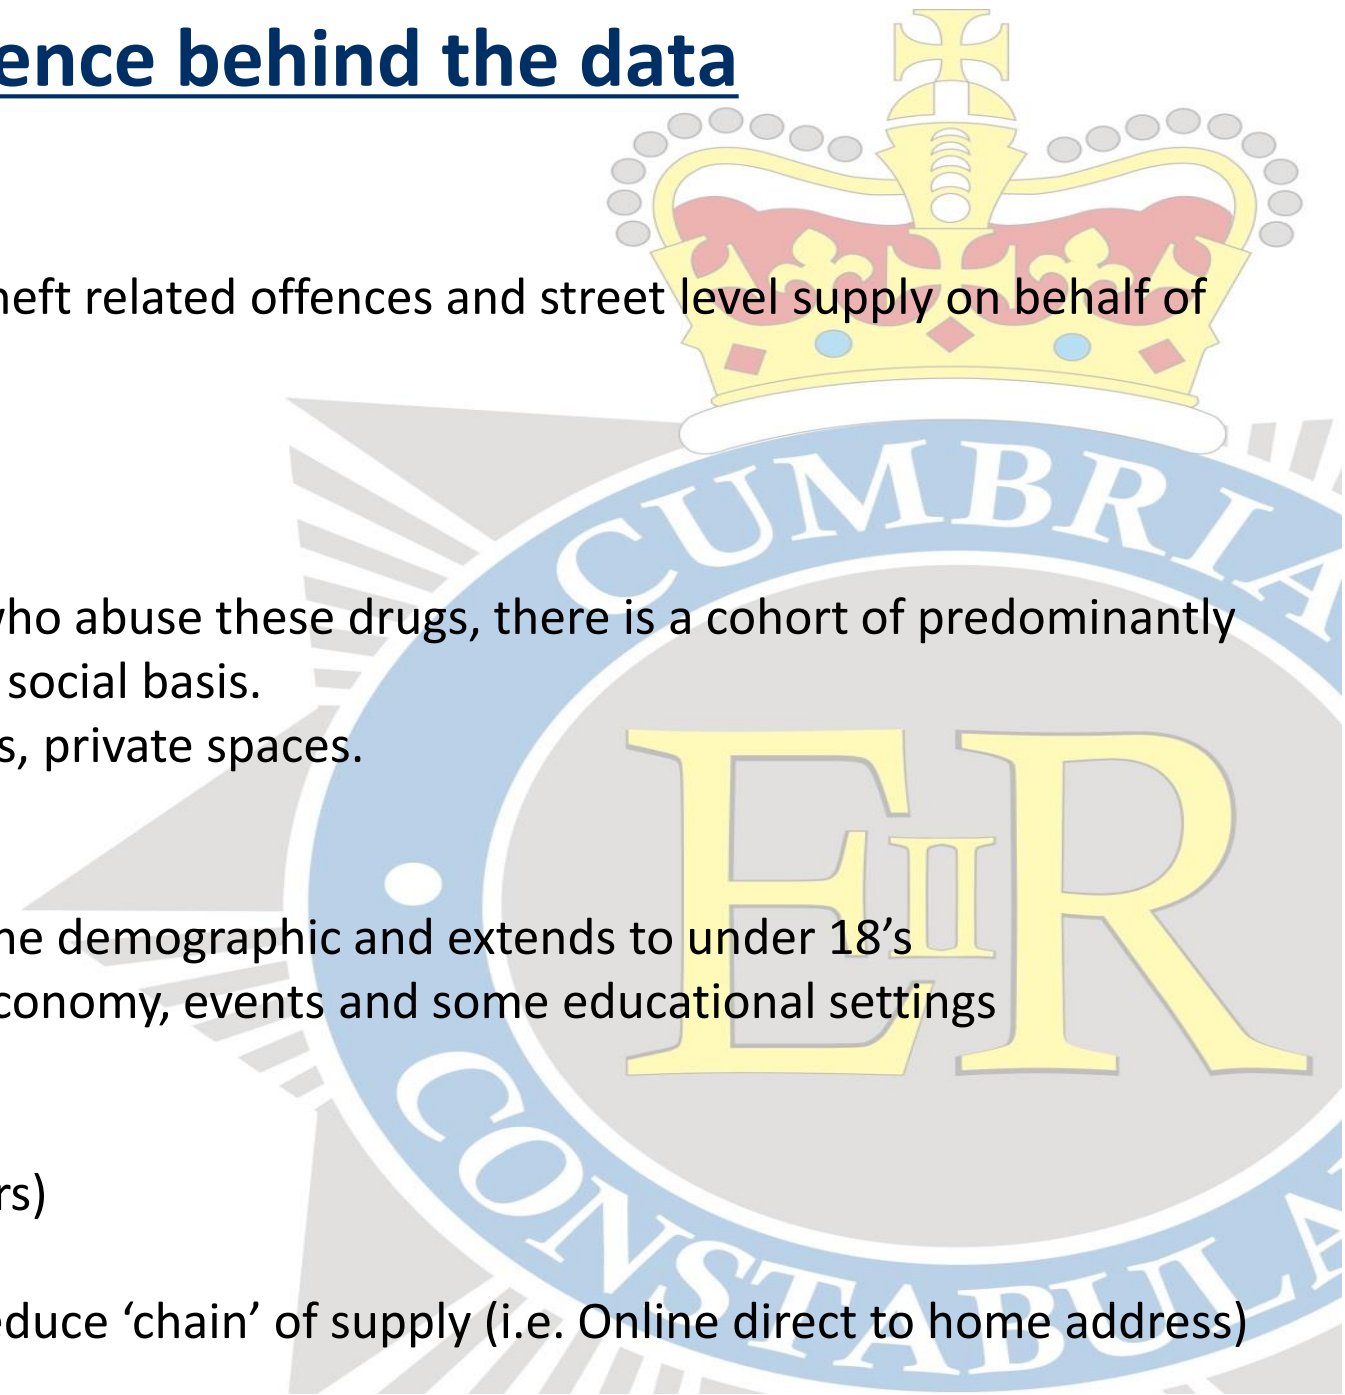 ence behind the data
heft related offences and street level supply on behalf of
who abuse these drugs, there is a cohort of predominantly
social basis.
s, private spaces.
he demographic and extends to under 18’s
conomy, events and some educational settings
rs)
educe ‘chain’ of supply (i.e. Online direct to home address)
CUMBRIA
EIIR
CONSTABULA